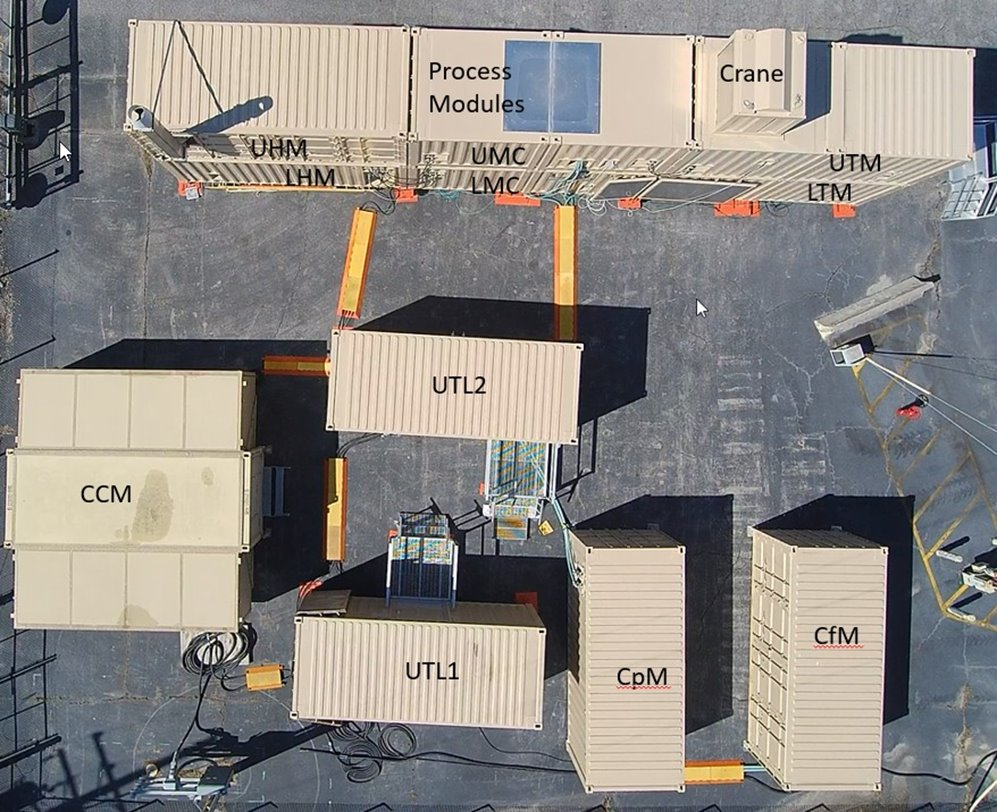 Process
Modules
Crane
UHM
UMC
UTM
LHM
LMC
LTM
UTL2
CCM
CfM
UTL1
CpM